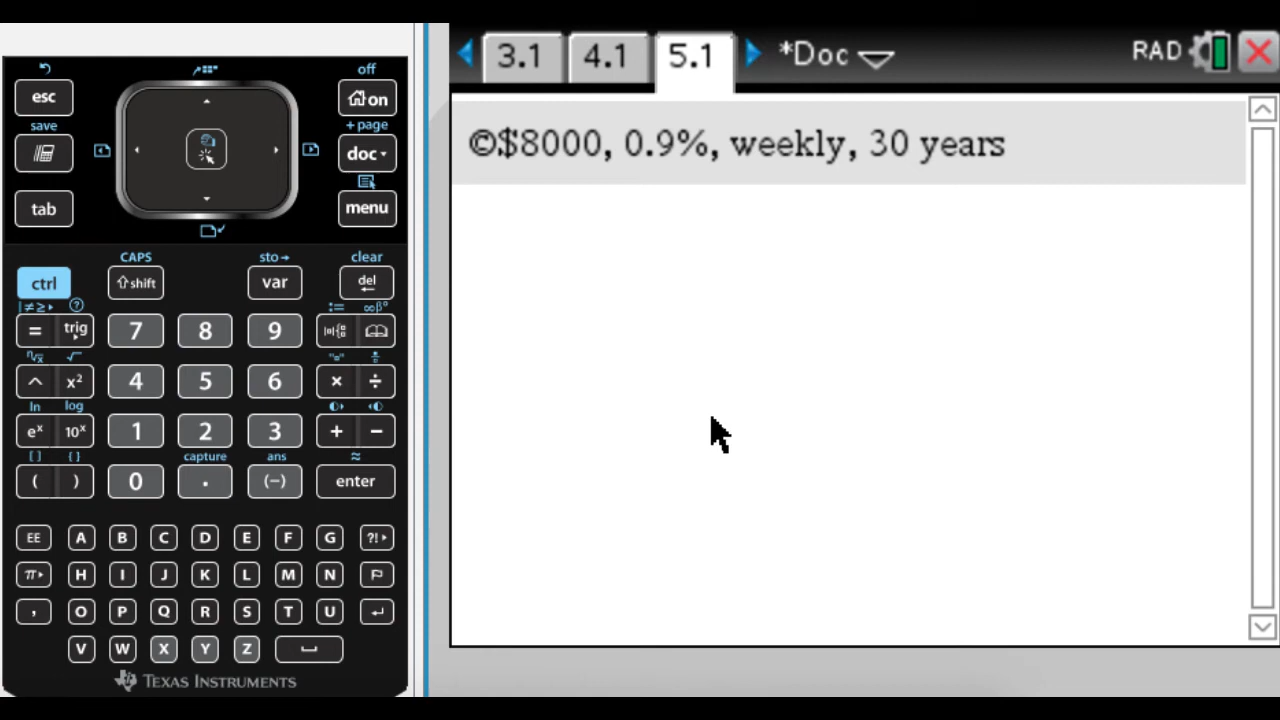 3.1 4.1 5.1 *Doc RAD
©$8000, 0.9%, weekly, 30 years
off
esc on
save + page
doc
tab menu
CAPS sto→ clear
ctrl shift var del
|≠≥▸ ? := ∞β°
= trig 7 8 9
ⁿ√x √ "▫"
^ x² 4 5 6 × ÷
ln log
eˣ 10ˣ 1 2 3 + −
[ ] { } capture ans ≈
( ) 0 . (−) enter
EE A B C D E F G ?!▸
π▸ H I J K L M N
, O P Q R S T U ↵
V W X Y Z
TEXAS INSTRUMENTS